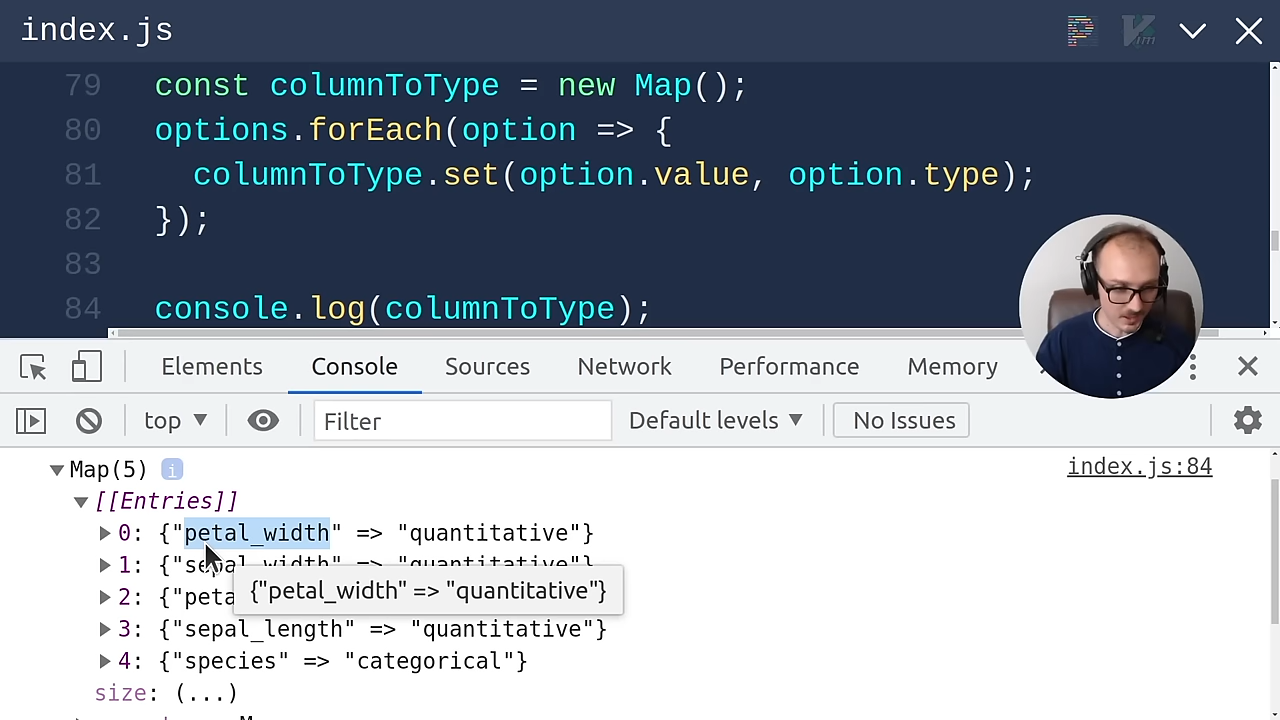 index.js
79 const columnToType = new Map();
80 options.forEach(option => {
81 columnToType.set(option.value, option.type);
82 });
83
84 console.log(columnToType);
Elements Console Sources Network Performance Memory
top Filter Default levels No Issues
Map(5) i index.js:84
[[Entries]]
0: {"petal_width" => "quantitative"}
1: {"sepal_width" => "quantitative"}
{"petal_width" => "quantitative"}
2: {"peta
3: {"sepal_length" => "quantitative"}
4: {"species" => "categorical"}
size: (...)